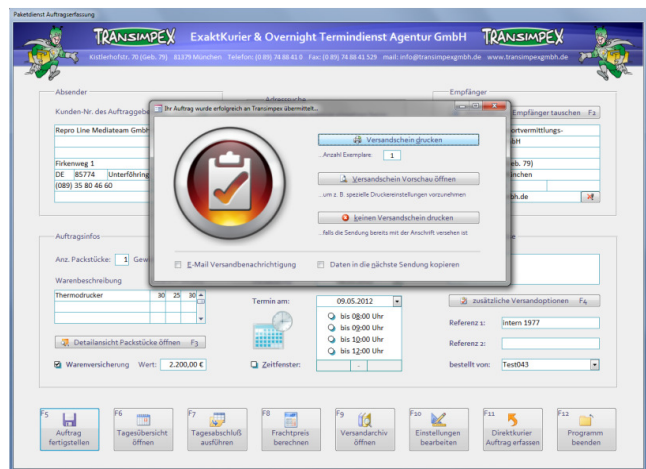 Paketdienst Auftragserfassung
TRANSIMPEX ExaktKurier & Overnight Termindienst Agentur GmbH TRANSIMPEX
Kistlerhofstr. 70 (Geb. 79) 81379 München Telefon: (0 89) 74 88 41 0 Fax: (0 89) 74 88 41 529 mail: info@transimpexgmbh.de www.transimpexgmbh.de
Absender
Empfänger
Kunden-Nr. des Auftraggebe
Empfänger tauschen F2
Ihr Auftrag wurde erfolgreich an Transimpex übermittelt...
Repro Line Mediateam GmbH
ortvermittlungs-
bH
Firkenweg 1
eb. 79)
DE 85774 Unterföhring
ünchen
(089) 35 80 46 60
bh.de
Versandschein drucken
Anzahl Exemplare: 1
Versandschein Vorschau öffnen
..um z. B. spezielle Druckereinstellungen vorzunehmen
keinen Versandschein drucken
..falls die Sendung bereits mit der Anschrift versehen ist
E-Mail Versandbenachrichtigung
Daten in die nächste Sendung kopieren
Auftragsinfos
Anz. Packstücke: 1 Gewi
Warenbeschreibung
Thermodrucker 30 25 30
Detailansicht Packstücke öffnen F3
Warenversicherung Wert: 2.200,00 €
Termin am: 09.05.2012
bis 08:00 Uhr
bis 09:00 Uhr
bis 10:00 Uhr
bis 12:00 Uhr
Zeitfenster: -
zusätzliche Versandoptionen F4
Referenz 1: intern 1977
Referenz 2:
bestellt von: Test043
F5 Auftrag fertigstellen
F6 Tagesübersicht öffnen
F7 Tagesabschluß ausführen
F8 Frachtpreis berechnen
F9 Versandarchiv öffnen
F10 Einstellungen bearbeiten
F11 Direktkurier Auftrag erfassen
F12 Programm beenden